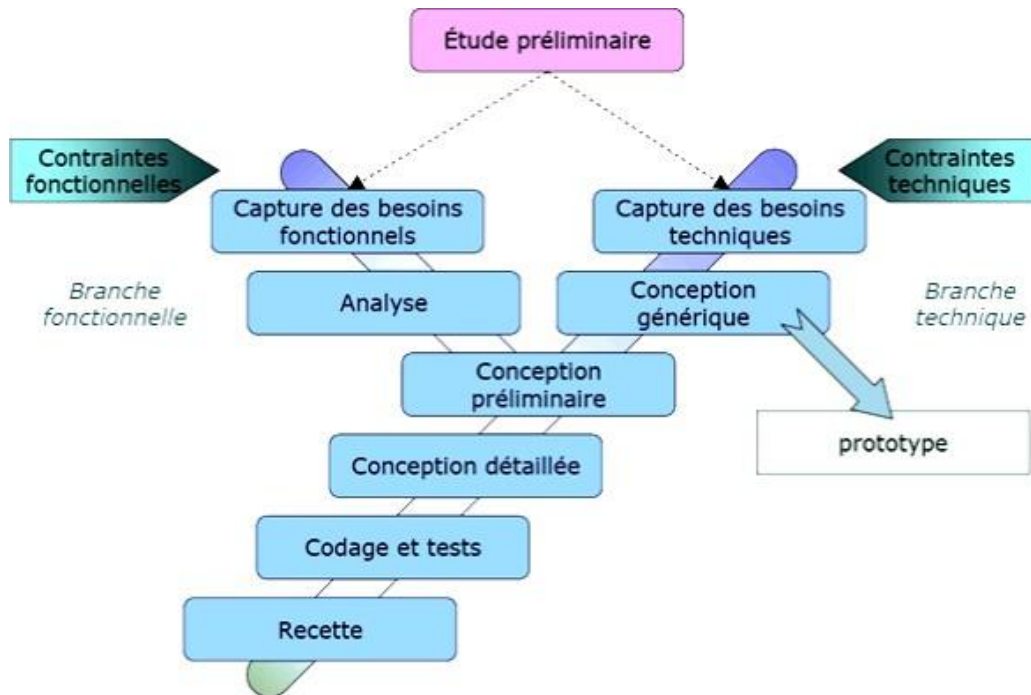 Étude préliminaire
Contraintes
fonctionnelles
Contraintes
techniques
Capture des besoins
fonctionnels
Capture des besoins
techniques
Branche
fonctionnelle
Analyse
Conception
générique
Branche
technique
Conception
préliminaire
prototype
Conception détaillée
Codage et tests
Recette